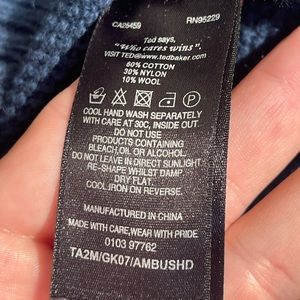 CA25459 RN95229
Ted says,
"Who cares wins".
VISIT TED@www.tedbaker.com
60% COTTON
30% NYLON
10% WOOL
COOL HAND WASH SEPARATELY
WITH CARE AT 30C, INSIDE OUT
DO NOT USE
PRODUCTS CONTAINING
BLEACH,OIL OR ALCOHOL.
DO NOT LEAVE IN DIRECT SUNLIGHT
RE-SHAPE WHILST DAMP
DRY FLAT.
COOL IRON ON REVERSE.
MANUFACTURED IN CHINA
MADE WITH CARE,WEAR WITH PRIDE
0103 97762
TA2M/GK07/AMBUSHD